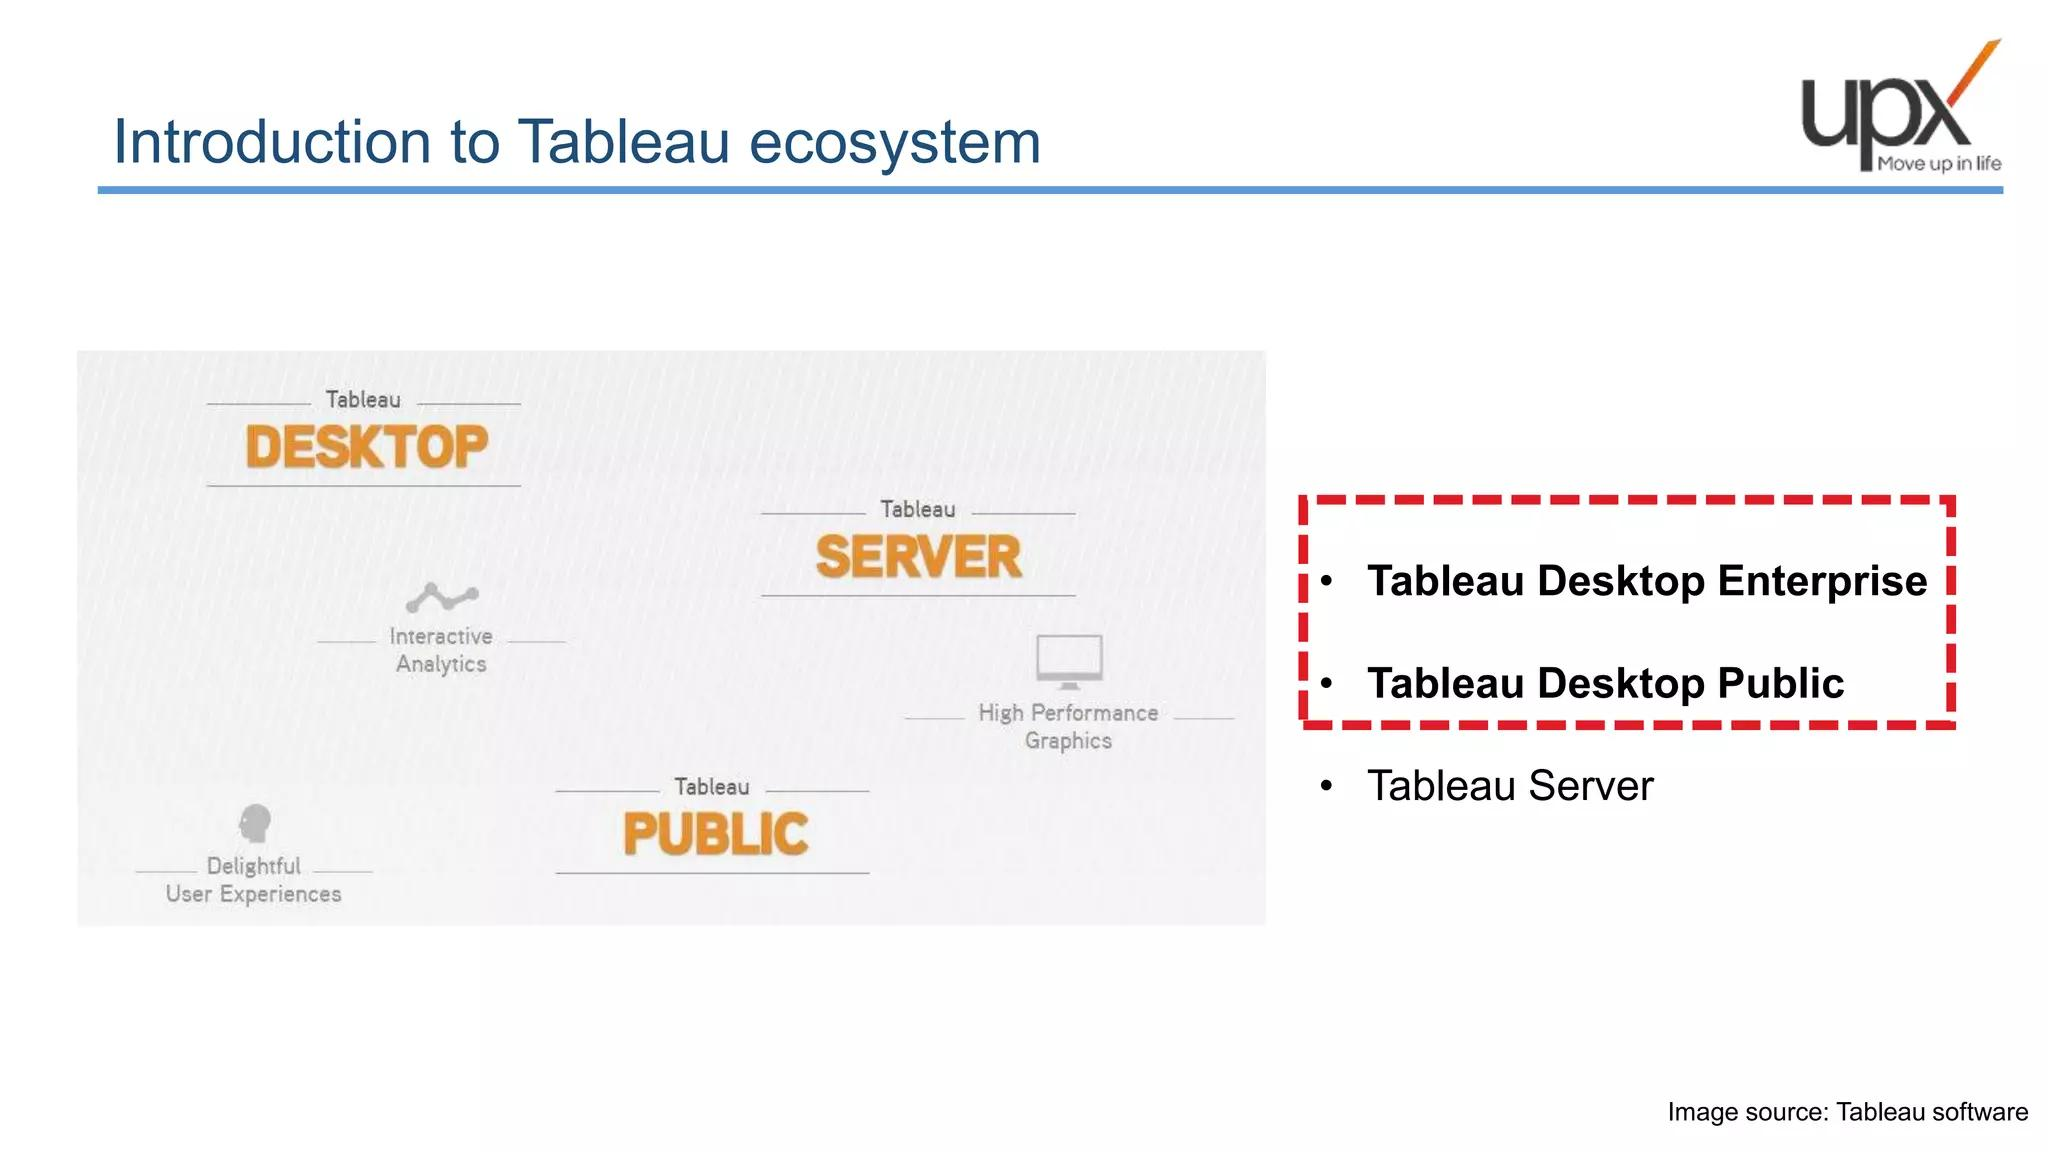 upx
Move up in life
Introduction to Tableau ecosystem
Tableau
DESKTOP
Tableau
SERVER
Interactive
Analytics
High Performance
Graphics
Tableau
PUBLIC
Delightful
User Experiences
• Tableau Desktop Enterprise
• Tableau Desktop Public
• Tableau Server
Image source: Tableau software